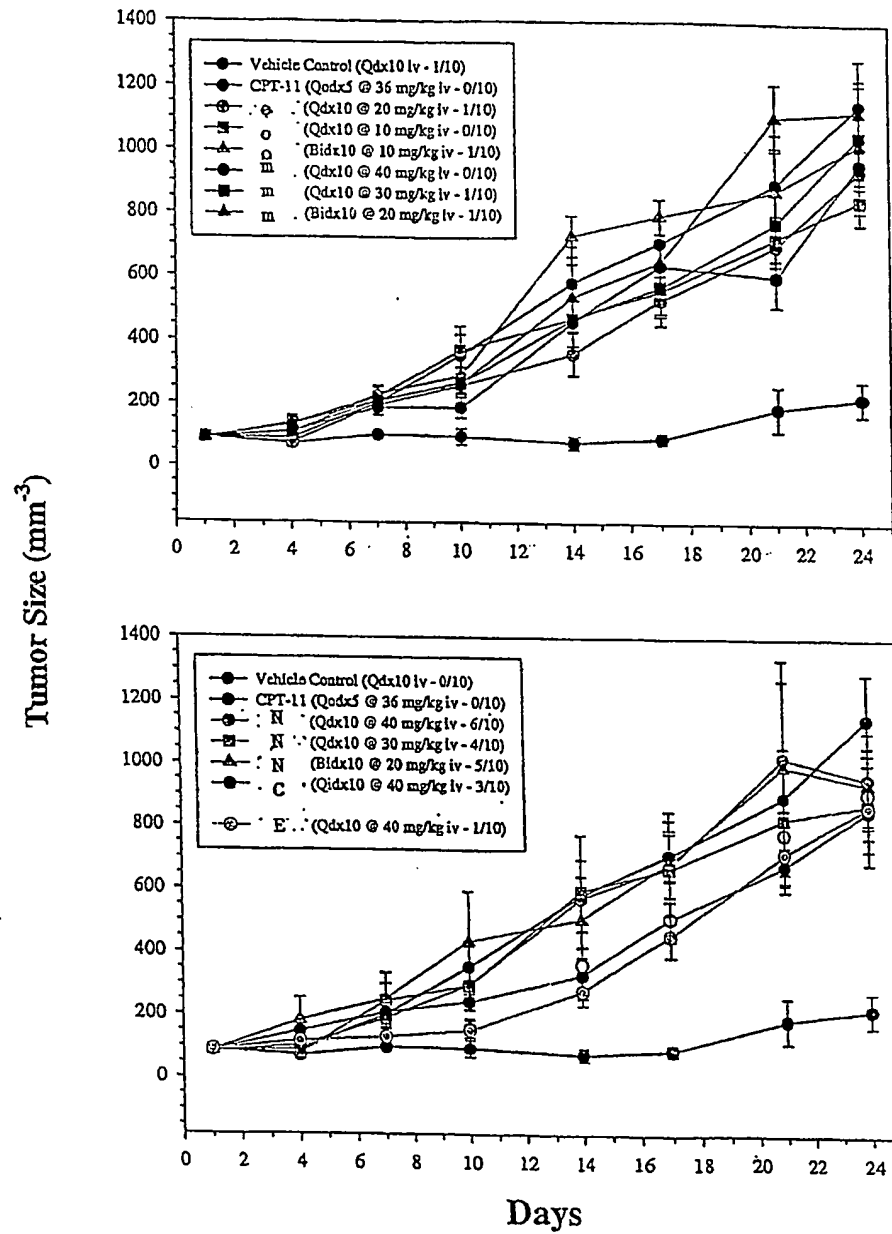 Tumor Size (mm-3)
1400
1200
1000
800
600
400
200
0
Vehicle Control (Qdx10 iv - 1/10)
CPT-11 (Qodx5 @ 36 mg/kg iv - 0/10)
(Qdx10 @ 20 mg/kg iv - 1/10)
o (Qdx10 @ 10 mg/kg iv - 0/10)
(Bidx10 @ 10 mg/kg iv - 1/10)
m (Qdx10 @ 40 mg/kg iv - 0/10)
m (Qdx10 @ 30 mg/kg iv - 1/10)
m (Bidx10 @ 20 mg/kg iv - 1/10)
0 2 4 6 8 10 12 14 16 18 20 22 24
1400
1200
1000
800
600
400
200
0
Vehicle Control (Qdx10 iv - 0/10)
CPT-11 (Qodx5 @ 36 mg/kg iv - 0/10)
N (Qdx10 @ 40 mg/kg iv - 6/10)
N (Qdx10 @ 30 mg/kg iv - 4/10)
N (Bidx10 @ 20 mg/kg iv - 5/10)
C (Qidx10 @ 40 mg/kg iv - 3/10)
E (Qdx10 @ 40 mg/kg iv - 1/10)
0 2 4 6 8 10 12 14 16 18 20 22 24
Days